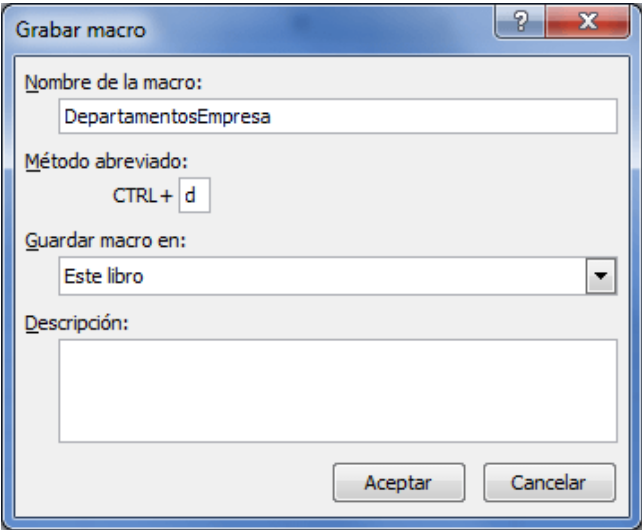 Grabar macro
Nombre de la macro:
DepartamentosEmpresa
Método abreviado:
CTRL+ d
Guardar macro en:
Este libro
Descripción:
Aceptar Cancelar